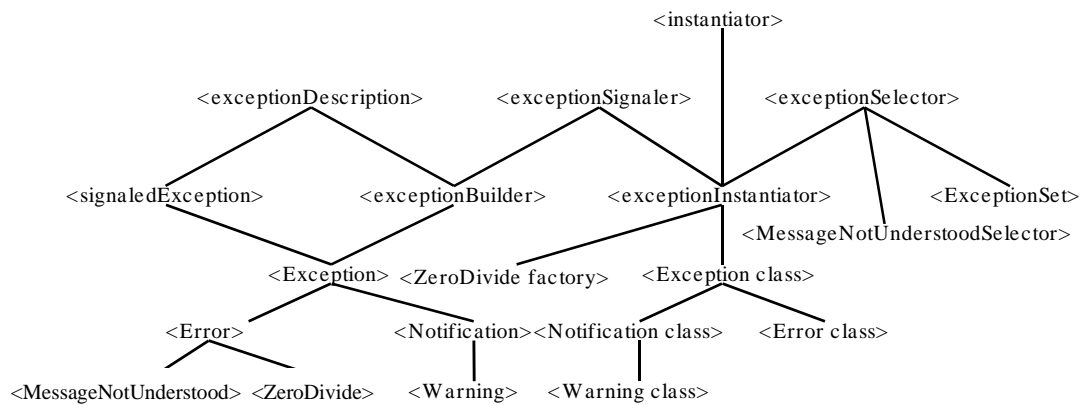 <instantiator>
<exceptionDescription> <exceptionSignaler> <exceptionSelector>
<signaledException> <exceptionBuilder> <exceptionInstantiator> <ExceptionSet>
<MessageNotUnderstoodSelector>
<Exception> <ZeroDivide factory> <Exception class>
<Error> <Notification> <Notification class> <Error class>
<MessageNotUnderstood> <ZeroDivide> <Warning> <Warning class>